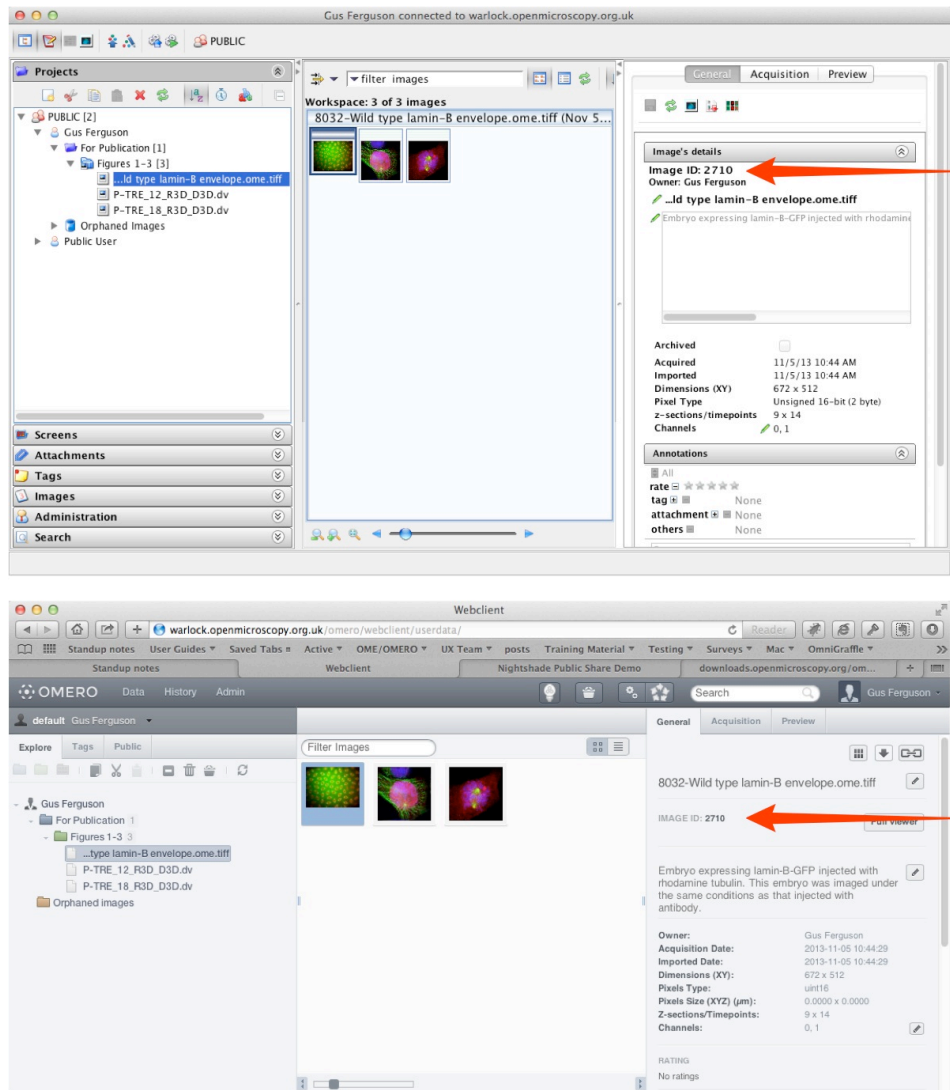 Gus Ferguson connected to warlock.openmicroscopy.org.uk
PUBLIC
Projects
PUBLIC [2]
Gus Ferguson
For Publication [1]
Figures 1-3 [3]
...ld type lamin-B envelope.ome.tiff
P-TRE_12_R3D_D3D.dv
P-TRE_18_R3D_D3D.dv
Orphaned Images
Public User
Screens
Attachments
Tags
Images
Administration
Search
filter images
Workspace: 3 of 3 images
8032-Wild type lamin-B envelope.ome.tiff (Nov 5...
General Acquisition Preview
Image's details
Image ID: 2710
Owner: Gus Ferguson
...ld type lamin-B envelope.ome.tiff
Embryo expressing lamin-B-GFP injected with rhodamine
Archived
Acquired 11/5/13 10:44 AM
Imported 11/5/13 10:44 AM
Dimensions (XY) 672 x 512
Pixel Type Unsigned 16-bit (2 byte)
z-sections/timepoints 9 x 14
Channels 0, 1
Annotations
All
rate
tag None
attachment None
others None
Webclient
warlock.openmicroscopy.org.uk/omero/webclient/userdata/
Reader
Standup notes User Guides Saved Tabs Active OME/OMERO UX Team posts Training Material Testing Surveys Mac OmniGraffle
Standup notes Webclient Nightshade Public Share Demo downloads.openmicroscopy.org/om...
OMERO Data History Admin Search Gus Ferguson
default Gus Ferguson
Explore Tags Public
Gus Ferguson
For Publication 1
Figures 1-3 3
...type lamin-B envelope.ome.tiff
P-TRE_12_R3D_D3D.dv
P-TRE_18_R3D_D3D.dv
Orphaned images
Filter Images
General Acquisition Preview
8032-Wild type lamin-B envelope.ome.tiff
IMAGE ID: 2710
Full viewer
Embryo expressing lamin-B-GFP injected with
rhodamine tubulin. This embryo was imaged under
the same conditions as that injected with
antibody.
Owner: Gus Ferguson
Acquisition Date: 2013-11-05 10:44:29
Imported Date: 2013-11-05 10:44:29
Dimensions (XY): 672 x 512
Pixels Type: uint16
Pixels Size (XYZ) (µm): 0.0000 x 0.0000
Z-sections/Timepoints: 9 x 14
Channels: 0, 1
RATING
No ratings